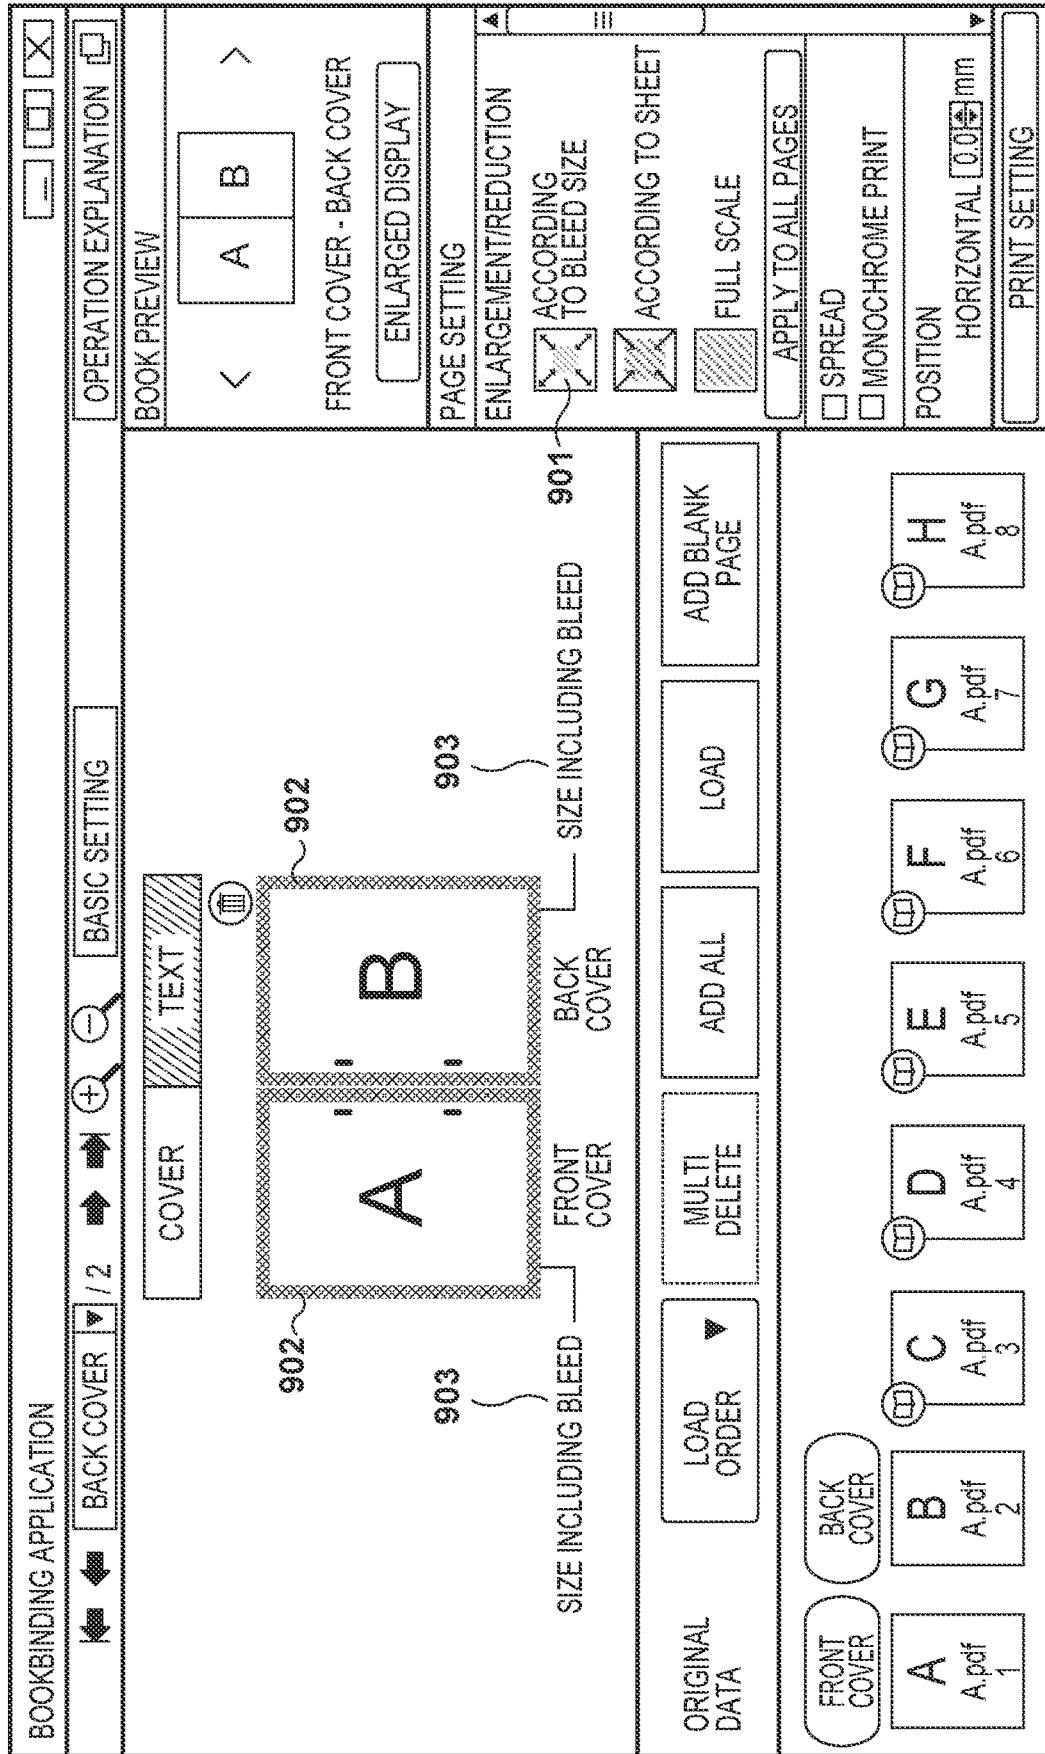 BOOKBINDING APPLICATION
BACK COVER ▼ / 2
BASIC SETTING
OPERATION EXPLANATION
COVER
TEXT
902
902
A
B
FRONT
COVER
BACK
COVER
903
903
SIZE INCLUDING BLEED
SIZE INCLUDING BLEED
BOOK PREVIEW
<
A
B
>
FRONT COVER - BACK COVER
ENLARGED DISPLAY
PAGE SETTING
ENLARGEMENT/REDUCTION
901
ACCORDING
TO BLEED SIZE
ACCORDING TO SHEET
FULL SCALE
APPLY TO ALL PAGES
SPREAD
MONOCHROME PRINT
POSITION
HORIZONTAL 0.0 mm
PRINT SETTING
ORIGINAL
DATA
LOAD
ORDER ▼
MULTI
DELETE
ADD ALL
LOAD
ADD BLANK
PAGE
FRONT
COVER
A
A.pdf
1
BACK
COVER
B
A.pdf
2
C
A.pdf
3
D
A.pdf
4
E
A.pdf
5
F
A.pdf
6
G
A.pdf
7
H
A.pdf
8